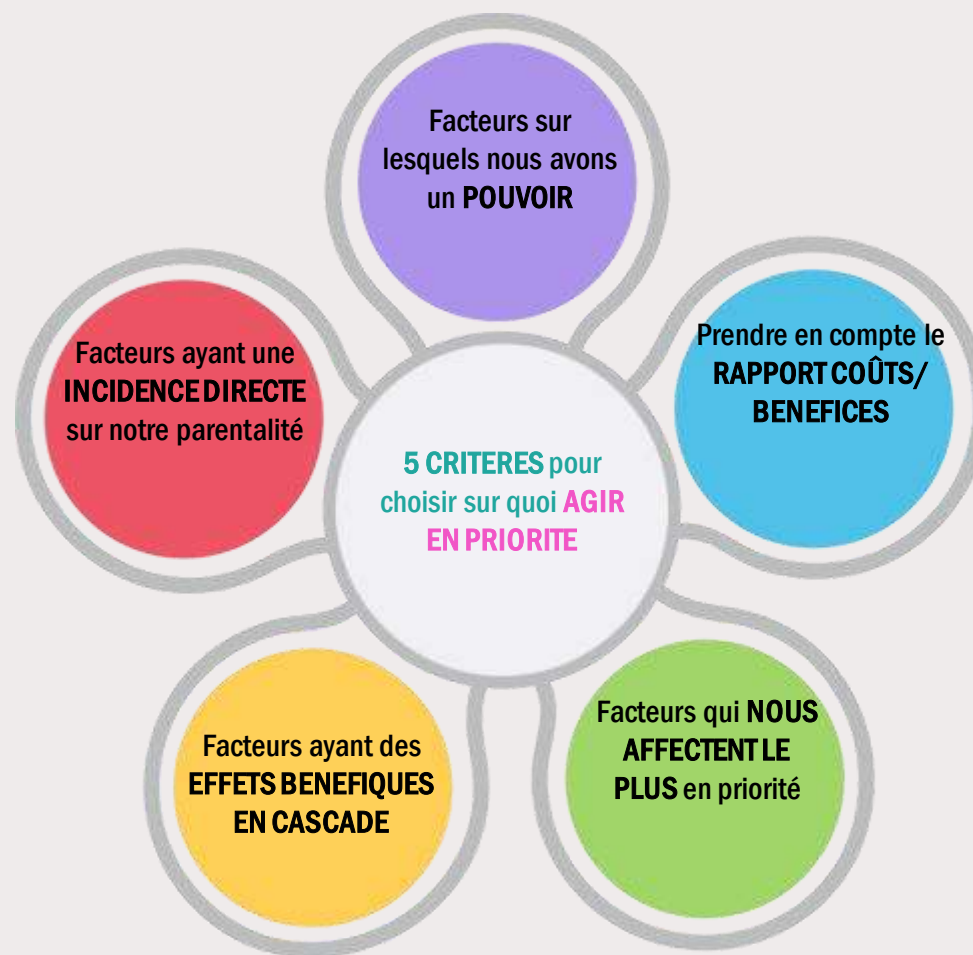 Facteurs sur
lesquels nous avons
un POUVOIR
Prendre en compte le
RAPPORT COÛTS/
BENEFICES
Facteurs ayant une
INCIDENCE DIRECTE
sur notre parentalité
5 CRITERES pour
choisir sur quoi AGIR
EN PRIORITE
Facteurs qui NOUS
AFFECTENT LE
PLUS en priorité
Facteurs ayant des
EFFETS BENEFIQUES
EN CASCADE